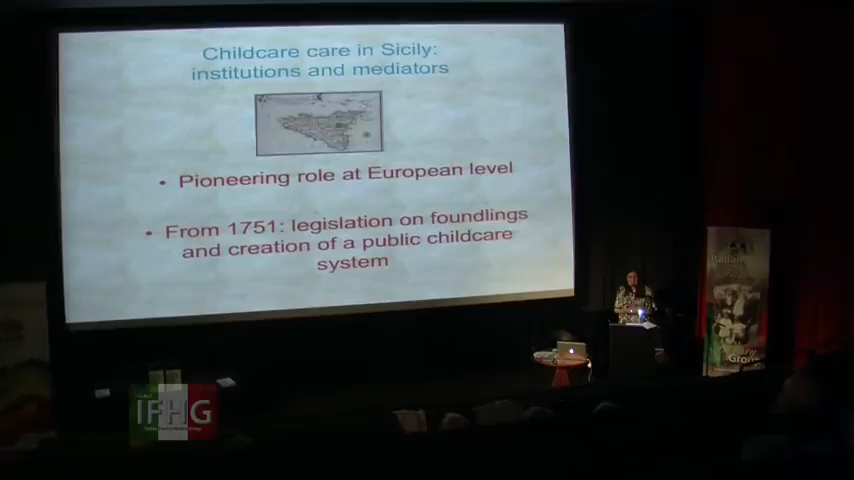 Childcare care in Sicily:
institutions and mediators
• Pioneering role at European level
• From 1751: legislation on foundlings
and creation of a public childcare
system
Italian
IFHG